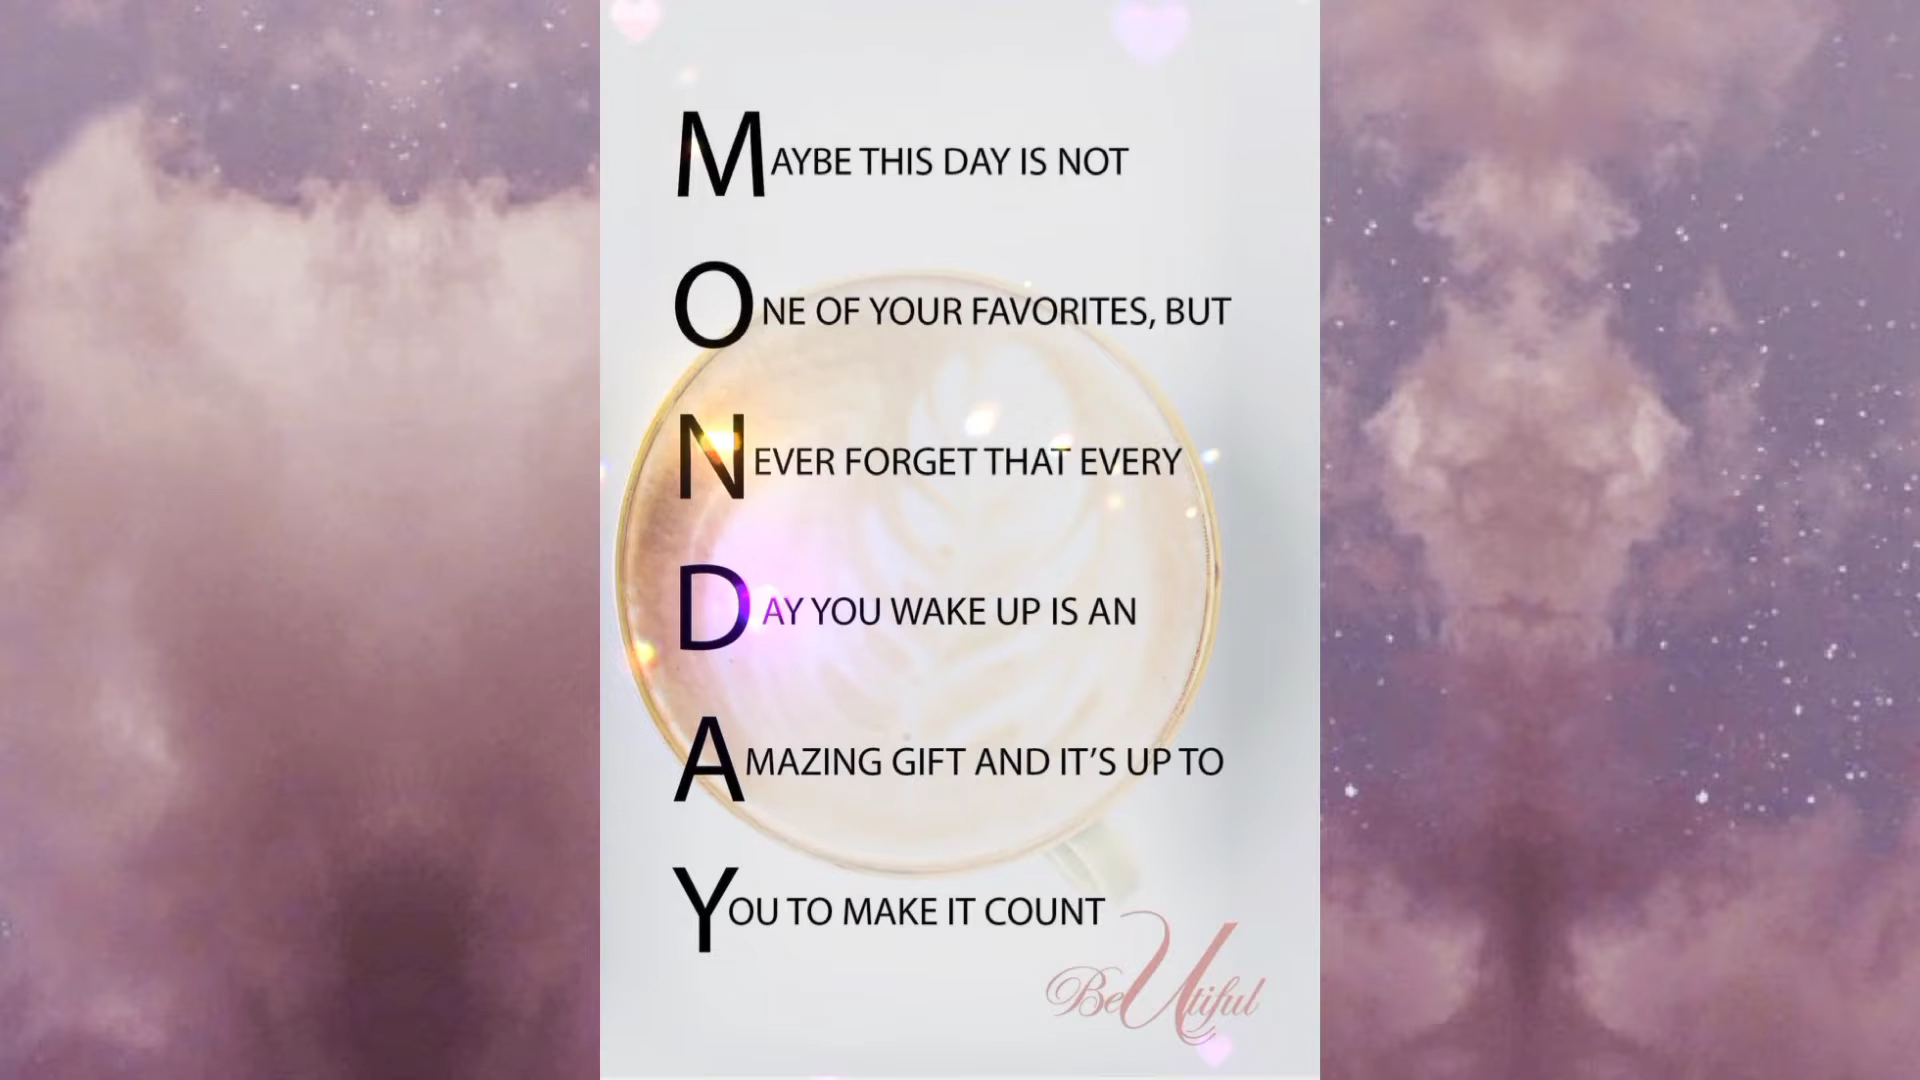 MAYBE THIS DAY IS NOT
ONE OF YOUR FAVORITES, BUT
NEVER FORGET THAT EVERY
DAY YOU WAKE UP IS AN
AMAZING GIFT AND IT’S UP TO
YOU TO MAKE IT COUNT
BeUtiful